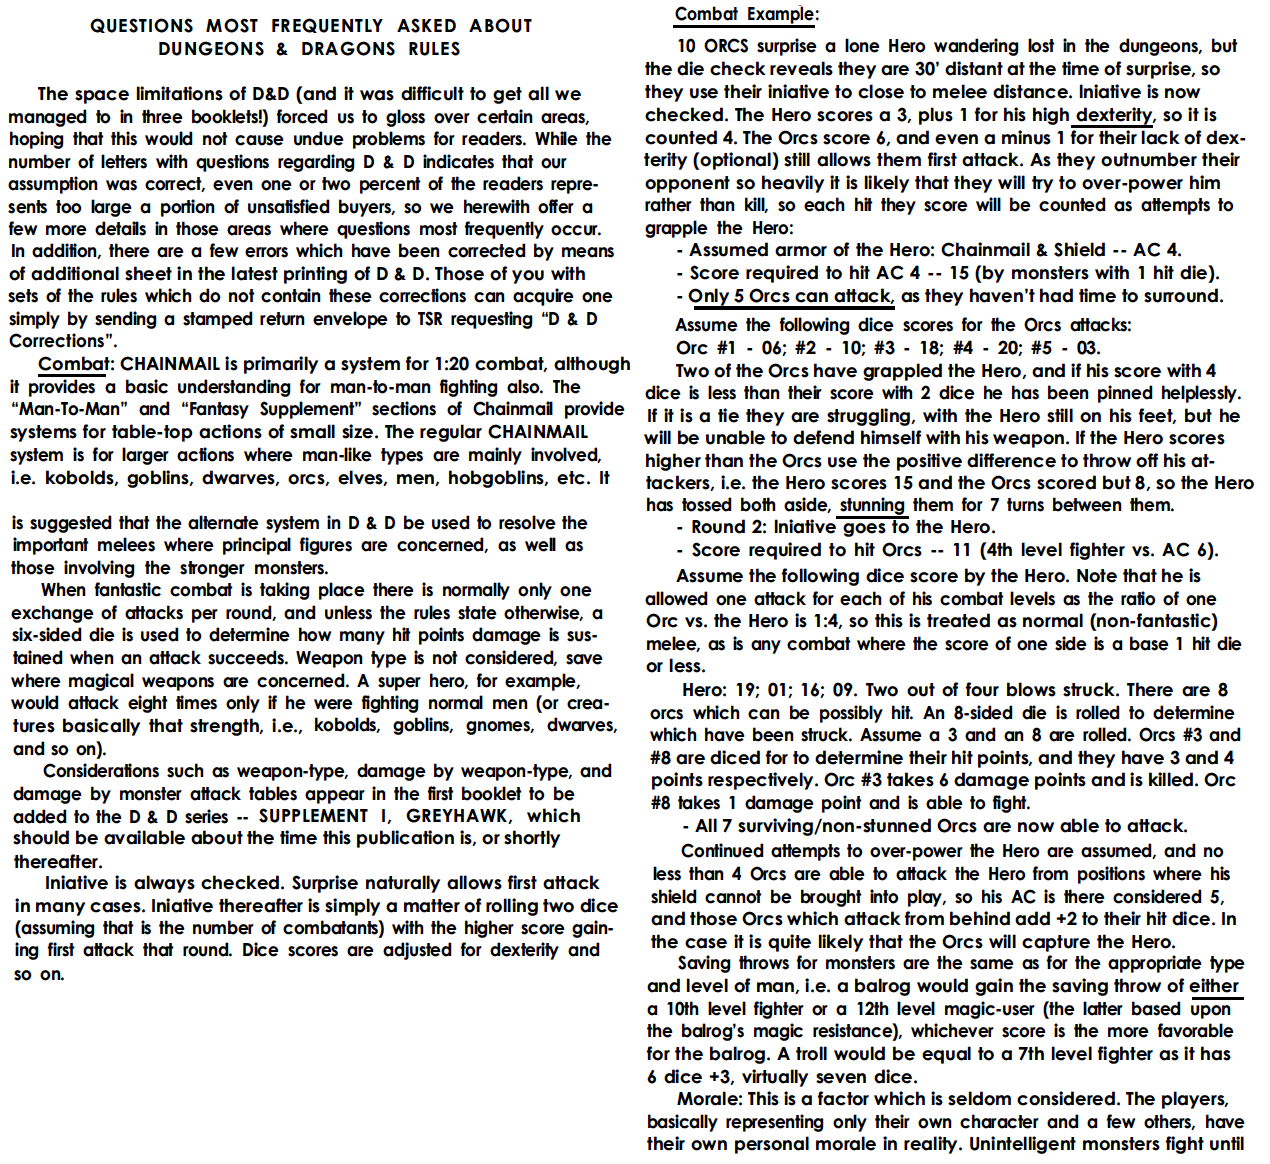 QUESTIONS MOST FREQUENTLY ASKED ABOUT
DUNGEONS & DRAGONS RULES
The space limitations of D&D (and it was difficult to get all we
managed to in three booklets!) forced us to gloss over certain areas,
hoping that this would not cause undue problems for readers. While the
number of letters with questions regarding D & D indicates that our
assumption was correct, even one or two percent of the readers repre-
sents too large a portion of unsatisfied buyers, so we herewith offer a
few more details in those areas where questions most frequently occur.
In addition, there are a few errors which have been corrected by means
of additional sheet in the latest printing of D & D. Those of you with
sets of the rules which do not contain these corrections can acquire one
simply by sending a stamped return envelope to TSR requesting “D & D
Corrections”.
Combat: CHAINMAIL is primarily a system for 1:20 combat, although
it provides a basic understanding for man-to-man fighting also. The
“Man-To-Man” and “Fantasy Supplement” sections of Chainmail provide
systems for table-top actions of small size. The regular CHAINMAIL
system is for larger actions where man-like types are mainly involved,
i.e. kobolds, goblins, dwarves, orcs, elves, men, hobgoblins, etc. It
is suggested that the alternate system in D & D be used to resolve the
important melees where principal figures are concerned, as well as
those involving the stronger monsters.
When fantastic combat is taking place there is normally only one
exchange of attacks per round, and unless the rules state otherwise, a
six-sided die is used to determine how many hit points damage is sus-
tained when an attack succeeds. Weapon type is not considered, save
where magical weapons are concerned. A super hero, for example,
would attack eight times only if he were fighting normal men (or crea-
tures basically that strength, i.e., kobolds, goblins, gnomes, dwarves,
and so on).
Considerations such as weapon-type, damage by weapon-type, and
damage by monster attack tables appear in the first booklet to be
added to the D & D series -- SUPPLEMENT I, GREYHAWK, which
should be available about the time this publication is, or shortly
thereafter.
Iniative is always checked. Surprise naturally allows first attack
in many cases. Iniative thereafter is simply a matter of rolling two dice
(assuming that is the number of combatants) with the higher score gain-
ing first attack that round. Dice scores are adjusted for dexterity and
so on.
Combat Example:
10 ORCS surprise a lone Hero wandering lost in the dungeons, but
the die check reveals they are 30’ distant at the time of surprise, so
they use their iniative to close to melee distance. Iniative is now
checked. The Hero scores a 3, plus 1 for his high dexterity, so it is
counted 4. The Orcs score 6, and even a minus 1 for their lack of dex-
terity (optional) still allows them first attack. As they outnumber their
opponent so heavily it is likely that they will try to over-power him
rather than kill, so each hit they score will be counted as attempts to
grapple the Hero:
- Assumed armor of the Hero: Chainmail & Shield -- AC 4.
- Score required to hit AC 4 -- 15 (by monsters with 1 hit die).
- Only 5 Orcs can attack, as they haven’t had time to surround.
Assume the following dice scores for the Orcs attacks:
Orc #1 - 06; #2 - 10; #3 - 18; #4 - 20; #5 - 03.
Two of the Orcs have grappled the Hero, and if his score with 4
dice is less than their score with 2 dice he has been pinned helplessly.
If it is a tie they are struggling, with the Hero still on his feet, but he
will be unable to defend himself with his weapon. If the Hero scores
higher than the Orcs use the positive difference to throw off his at-
tackers, i.e. the Hero scores 15 and the Orcs scored but 8, so the Hero
has tossed both aside, stunning them for 7 turns between them.
- Round 2: Iniative goes to the Hero.
- Score required to hit Orcs -- 11 (4th level fighter vs. AC 6).
Assume the following dice score by the Hero. Note that he is
allowed one attack for each of his combat levels as the ratio of one
Orc vs. the Hero is 1:4, so this is treated as normal (non-fantastic)
melee, as is any combat where the score of one side is a base 1 hit die
or less.
Hero: 19; 01; 16; 09. Two out of four blows struck. There are 8
orcs which can be possibly hit. An 8-sided die is rolled to determine
which have been struck. Assume a 3 and an 8 are rolled. Orcs #3 and
#8 are diced for to determine their hit points, and they have 3 and 4
points respectively. Orc #3 takes 6 damage points and is killed. Orc
#8 takes 1 damage point and is able to fight.
- All 7 surviving/non-stunned Orcs are now able to attack.
Continued attempts to over-power the Hero are assumed, and no
less than 4 Orcs are able to attack the Hero from positions where his
shield cannot be brought into play, so his AC is there considered 5,
and those Orcs which attack from behind add +2 to their hit dice. In
the case it is quite likely that the Orcs will capture the Hero.
Saving throws for monsters are the same as for the appropriate type
and level of man, i.e. a balrog would gain the saving throw of either
a 10th level fighter or a 12th level magic-user (the latter based upon
the balrog’s magic resistance), whichever score is the more favorable
for the balrog. A troll would be equal to a 7th level fighter as it has
6 dice +3, virtually seven dice.
Morale: This is a factor which is seldom considered. The players,
basically representing only their own character and a few others, have
their own personal morale in reality. Unintelligent monsters fight until